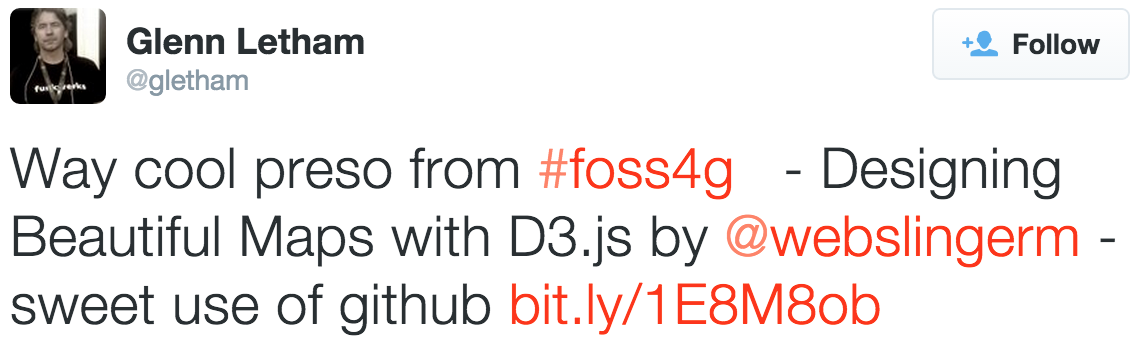 Glenn Letham
@gletham
Follow
Way cool preso from #foss4g - Designing
Beautiful Maps with D3.js by @webslingerm -
sweet use of github bit.ly/1E8M8ob